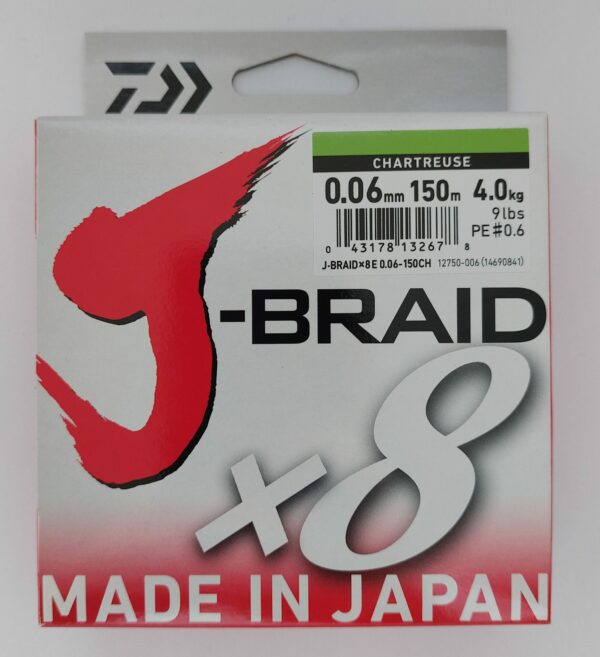 CHARTREUSE
0.06mm 150m 4.0kg
9lbs
PE#0.6
0 43178 13267 8
J-BRAID×8E 0.06-150CH 12750-006 (14690841)
J-BRAID
×8
MADE IN JAPAN